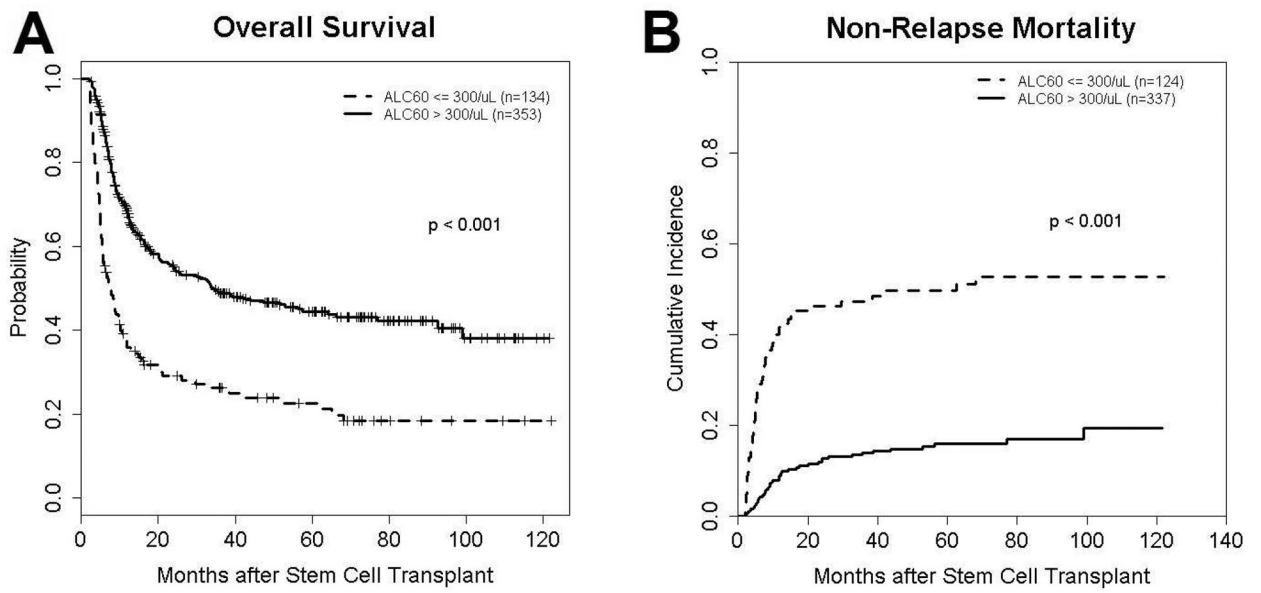 A
Overall Survival
ALC60 <= 300/uL (n=134)
ALC60 > 300/uL (n=353)
p < 0.001
Probability
0.0
0.2
0.4
0.6
0.8
1.0
0 20 40 60 80 100 120
Months after Stem Cell Transplant
B
Non-Relapse Mortality
ALC60 <= 300/uL (n=124)
ALC60 > 300/uL (n=337)
p < 0.001
Cumulative Incidence
0.0
0.2
0.4
0.6
0.8
1.0
0 20 40 60 80 100 120 140
Months after Stem Cell Transplant